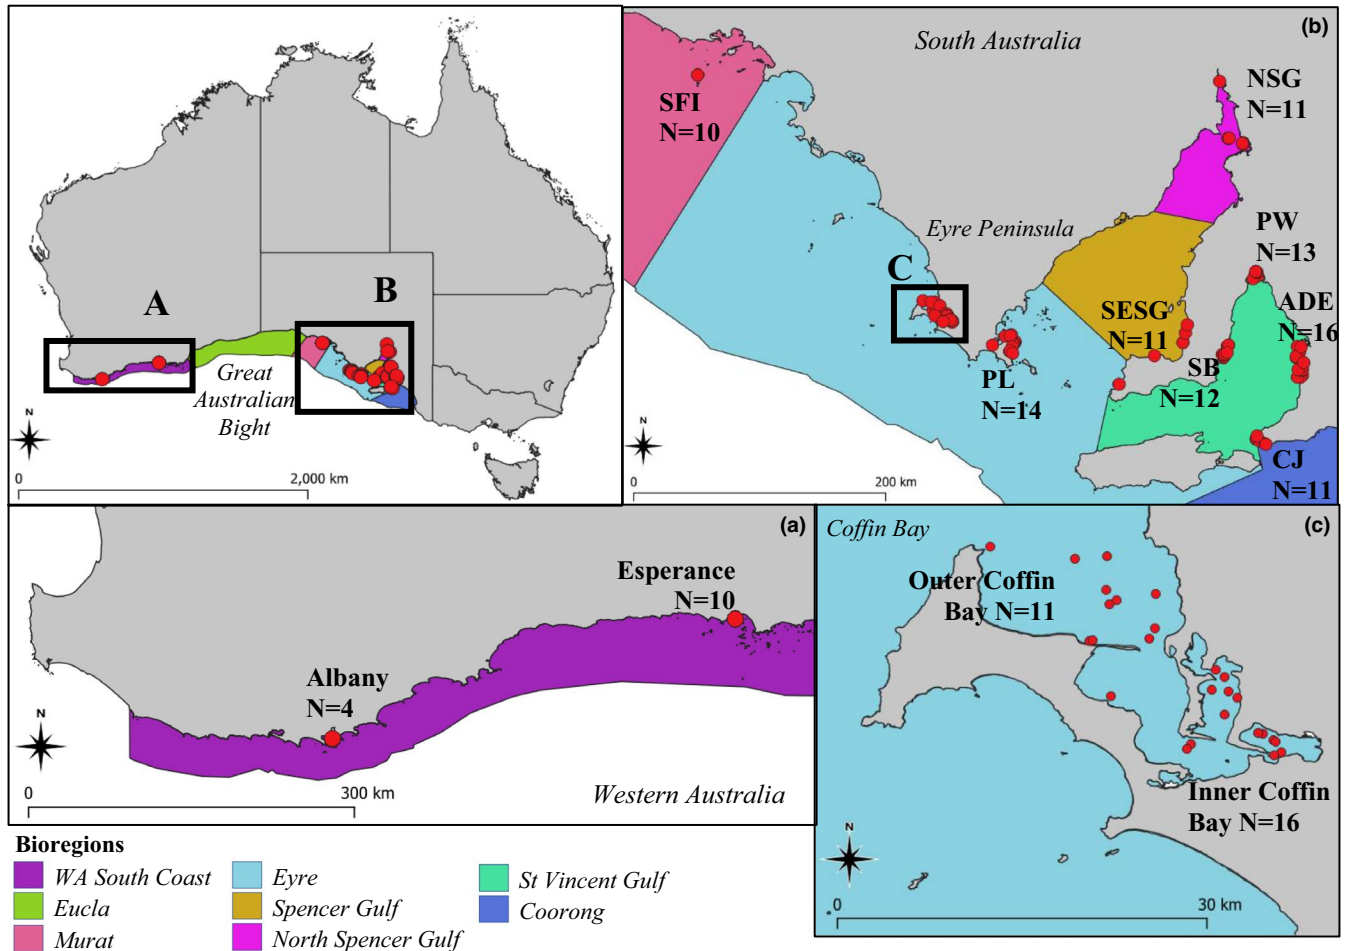 A
B
Great
Australian
Bight
N
0
2,000 km
(b)
South Australia
SFI
N=10
NSG
N=11
Eyre Peninsula
PW
N=13
C
ADE
N=16
SESG
N=11
SB
N=12
PL
N=14
CJ
N=11
N
0
200 km
(a)
Esperance
N=10
Albany
N=4
N
0
300 km
Western Australia
(c)
Coffin Bay
Outer Coffin
Bay N=11
Inner Coffin
Bay N=16
N
0
30 km
Bioregions
WA South Coast
Eucla
Murat
Eyre
Spencer Gulf
North Spencer Gulf
St Vincent Gulf
Coorong